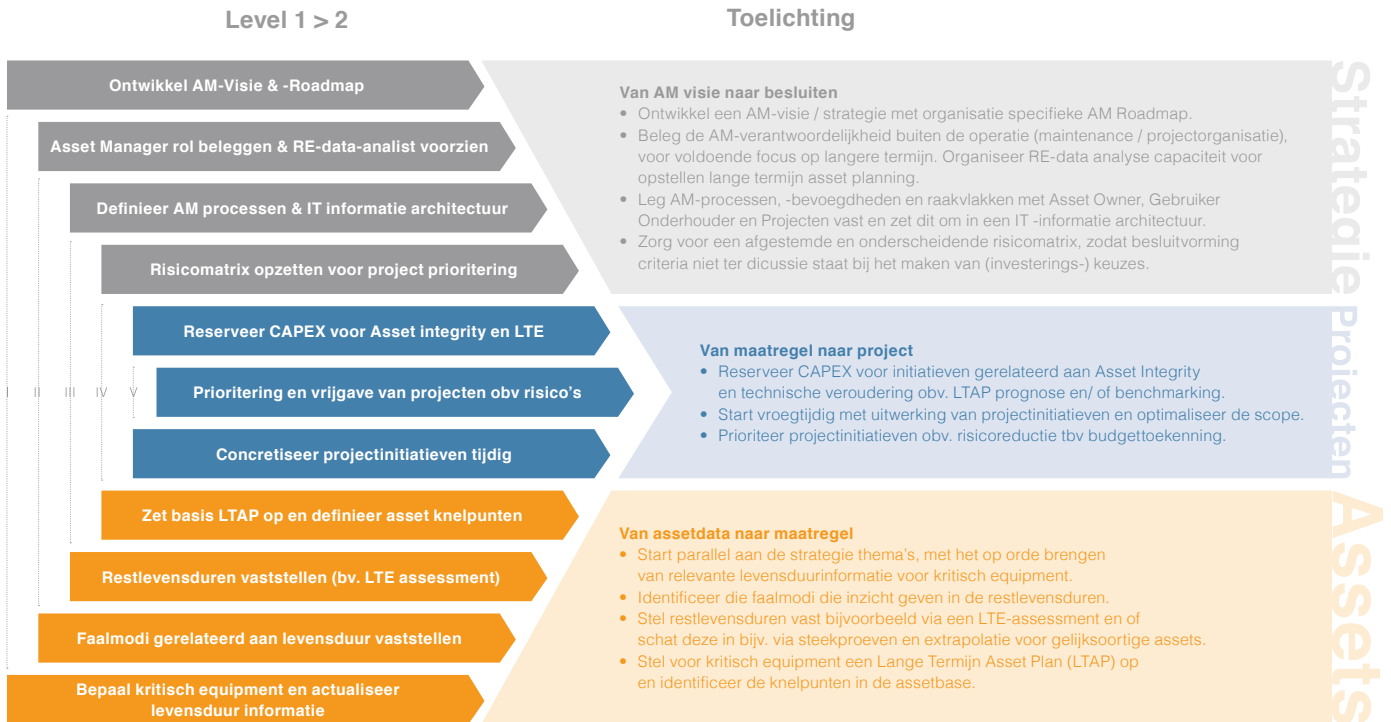 Level 1 > 2
Toelichting
Ontwikkel AM-Visie & -Roadmap
Asset Manager rol beleggen & RE-data-analist voorzien
Definieer AM processen & IT informatie architectuur
Risicomatrix opzetten voor project prioritering
Reserveer CAPEX voor Asset integrity en LTE
Prioritering en vrijgave van projecten obv risico's
Concretiseer projectinitiatieven tijdig
Zet basis LTAP op en definieer asset knelpunten
Restlevensduren vaststellen (bv. LTE assessment)
Faalmodi gerelateerd aan levensduur vaststellen
Bepaal kritisch equipment en actualiseer
levensduur informatie
I II III IV V
Van AM visie naar besluiten
• Ontwikkel een AM-visie / strategie met organisatie specifieke AM Roadmap.
• Beleg de AM-verantwoordelijkheid buiten de operatie (maintenance / projectorganisatie),
voor voldoende focus op langere termijn. Organiseer RE-data analyse capaciteit voor
opstellen lange termijn asset planning.
• Leg AM-processen, -bevoegdheden en raakvlakken met Asset Owner, Gebruiker
Onderhouder en Projecten vast en zet dit om in een IT -informatie architectuur.
• Zorg voor een afgestemde en onderscheidende risicomatrix, zodat besluitvorming
criteria niet ter dicussie staat bij het maken van (investerings-) keuzes.
Strategie
Van maatregel naar project
• Reserveer CAPEX voor initiatieven gerelateerd aan Asset Integrity
en technische veroudering obv. LTAP prognose en/ of benchmarking.
• Start vroegtijdig met uitwerking van projectinitiatieven en optimaliseer de scope.
• Prioriteer projectinitiatieven obv. risicoreductie tbv budgettoekenning.
Projecten
Van assetdata naar maatregel
• Start parallel aan de strategie thema's, met het op orde brengen
van relevante levensduurinformatie voor kritisch equipment.
• Identificeer die faalmodi die inzicht geven in de restlevensduren.
• Stel restlevensduren vast bijvoorbeeld via een LTE-assessment en of
schat deze in bijv. via steekproeven en extrapolatie voor gelijksoortige assets.
• Stel voor kritisch equipment een Lange Termijn Asset Plan (LTAP) op
en identificeer de knelpunten in de assetbase.
Assets